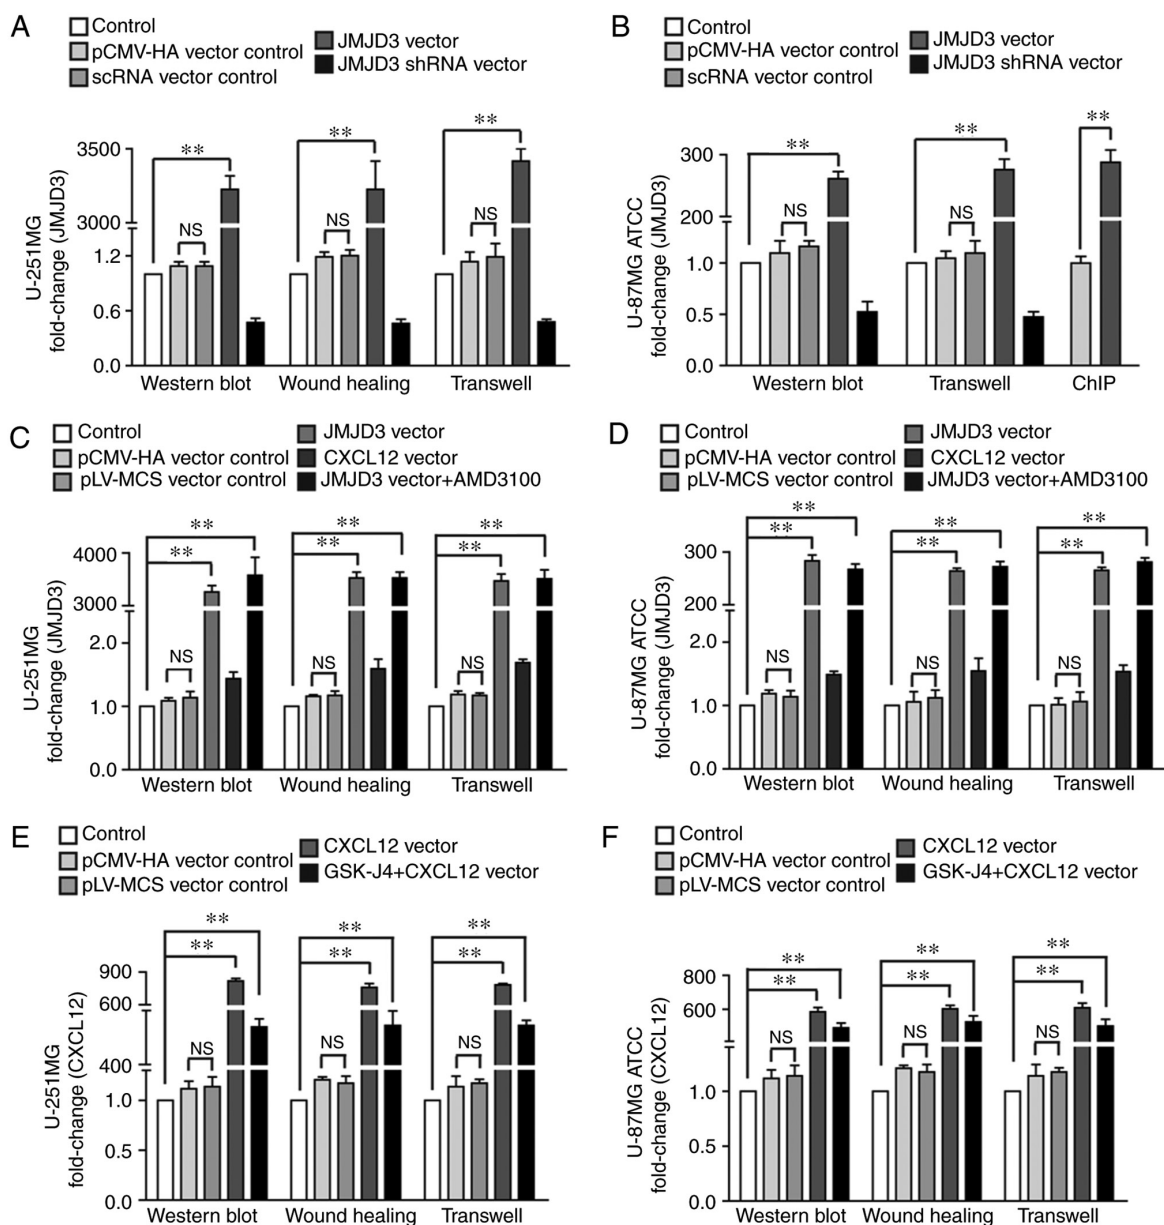 A
Control
pCMV-HA vector control
scRNA vector control
JMJD3 vector
JMJD3 shRNA vector
U-251MG
fold-change (JMJD3)
3500
3000
1.2
0.6
0.0
**
NS
**
NS
**
NS
Western blot
Wound healing
Transwell
B
Control
pCMV-HA vector control
scRNA vector control
JMJD3 vector
JMJD3 shRNA vector
U-87MG ATCC
fold-change (JMJD3)
300
200
1.0
0.5
0.0
**
NS
**
NS
**
Western blot
Transwell
ChIP
C
Control
pCMV-HA vector control
pLV-MCS vector control
JMJD3 vector
CXCL12 vector
JMJD3 vector+AMD3100
U-251MG
fold-change (JMJD3)
4000
3000
2.0
1.0
0.0
**
**
NS
**
**
NS
**
**
NS
Western blot
Wound healing
Transwell
D
Control
pCMV-HA vector control
pLV-MCS vector control
JMJD3 vector
CXCL12 vector
JMJD3 vector+AMD3100
U-87MG ATCC
fold-change (JMJD3)
300
200
2.0
1.0
0.0
**
**
NS
**
**
NS
**
**
NS
Western blot
Wound healing
Transwell
E
Control
pCMV-HA vector control
pLV-MCS vector control
CXCL12 vector
GSK-J4+CXCL12 vector
U-251MG
fold-change (CXCL12)
900
600
400
1.0
0.5
0.0
**
**
NS
**
**
NS
**
**
NS
Western blot
Wound healing
Transwell
F
Control
pCMV-HA vector control
pLV-MCS vector control
CXCL12 vector
GSK-J4+CXCL12 vector
U-87MG ATCC
fold-change (CXCL12)
800
600
400
1.0
0.5
0.0
**
**
NS
**
**
NS
**
**
NS
Western blot
Wound healing
Transwell